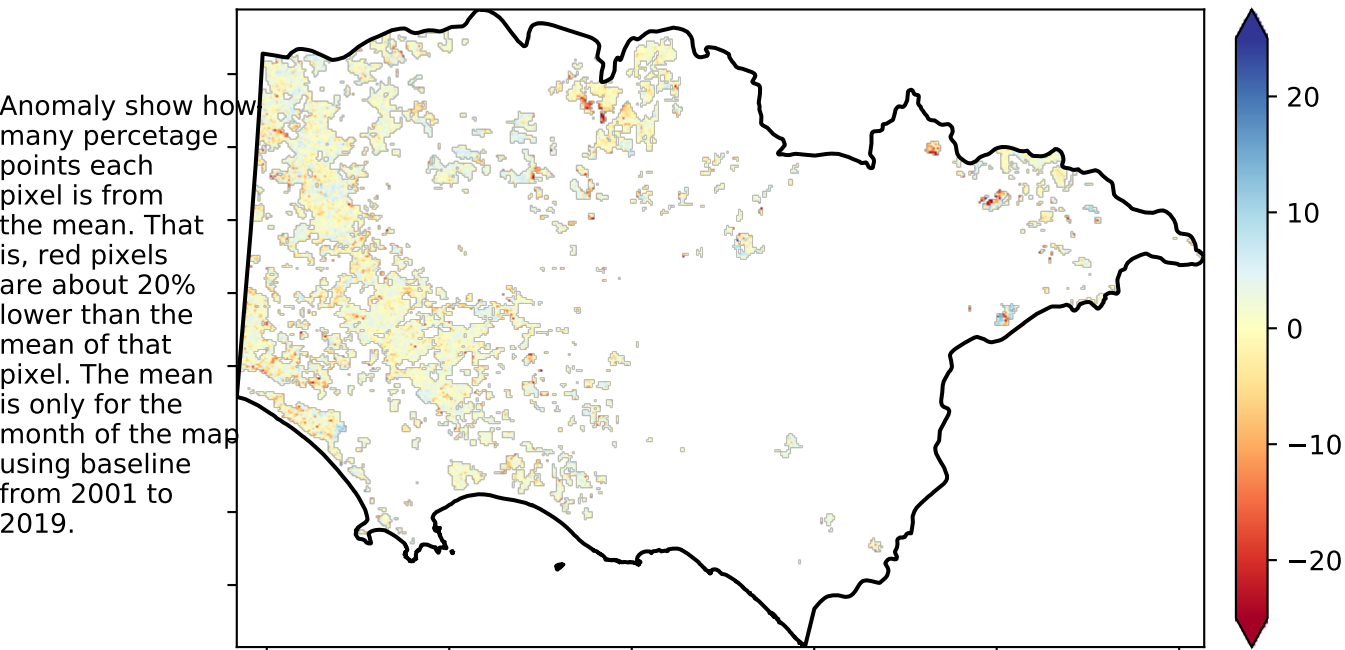 Anomaly show how
many percetage
points each
pixel is from
the mean. That
is, red pixels
are about 20%
lower than the
mean of that
pixel. The mean
is only for the
month of the map
using baseline
from 2001 to
2019.
20
10
0
−10
−20